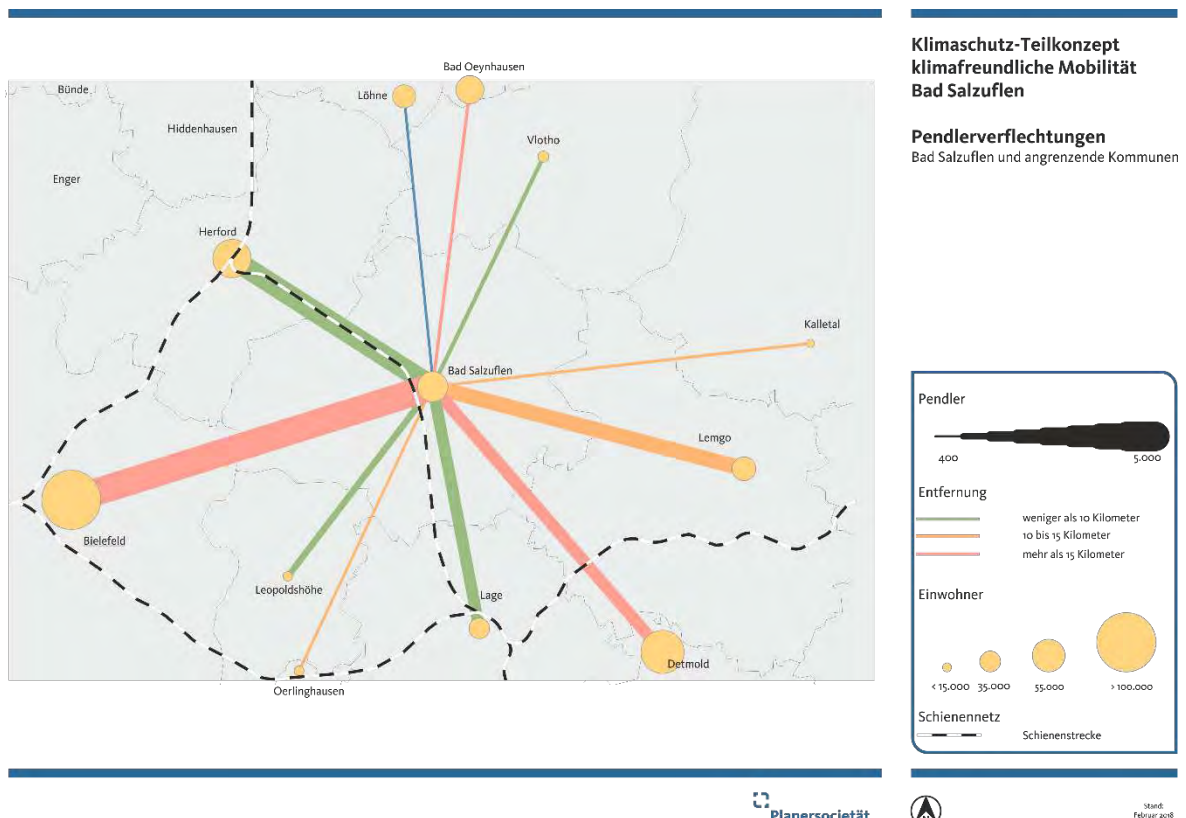 Klimaschutz-Teilkonzept
klimafreundliche Mobilität
Bad Salzuflen
Pendlerverflechtungen
Bad Salzuflen und angrenzende Kommunen
Bad Oeynhausen
Löhne
Bünde
Hiddenhausen
Vlotho
Enger
Herford
Kalletal
Bad Salzuflen
Lemgo
Bielefeld
Leopoldshöhe
Lage
Detmold
Oerlinghausen
Pendler
400 5.000
Entfernung
weniger als 10 Kilometer
10 bis 15 Kilometer
mehr als 15 Kilometer
Einwohner
< 15.000 35.000 55.000 > 100.000
Schienennetz
Schienenstrecke
Planersocietät
Stand:
Februar 2018